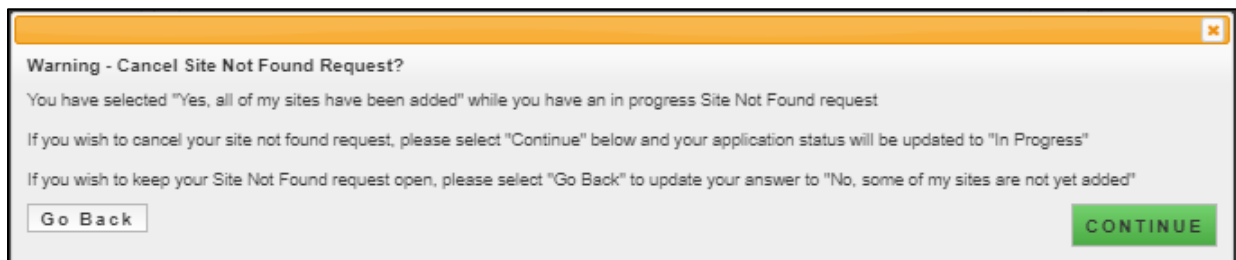 Warning - Cancel Site Not Found Request?
You have selected "Yes, all of my sites have been added" while you have an in progress Site Not Found request
If you wish to cancel your site not found request, please select "Continue" below and your application status will be updated to "In Progress"
If you wish to keep your Site Not Found request open, please select "Go Back" to update your answer to "No, some of my sites are not yet added"
Go Back
CONTINUE